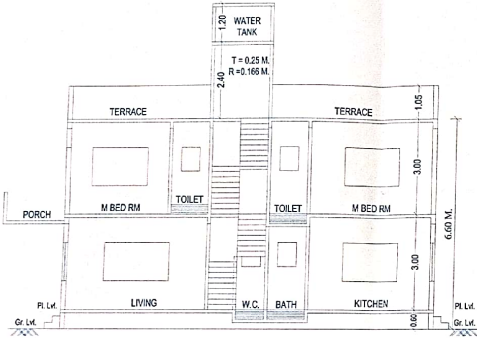 1.20
WATER
TANK
T = 0.25 M.
R =0.166 M.
2.40
TERRACE
TERRACE
1.05
M BED RM
TOILET
TOILET
M BED RM
3.00
6.60 M.
PORCH
LIVING
W.C.
BATH
KITCHEN
3.00
0.60
Pl. Lvl.
Gr. Lvl.
Pl. Lvl.
Gr. Lvl.